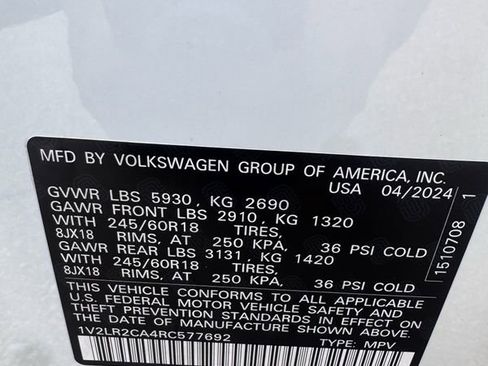 MFD BY VOLKSWAGEN GROUP OF AMERICA, INC.
USA 04/2024
GVWR LBS 5930 , KG 2690
GAWR FRONT LBS 2910 , KG 1320
WITH 245/60R18 TIRES,
8JX18 RIMS, AT 250 KPA, 36 PSI COLD
GAWR REAR LBS 3131 , KG 1420
WITH 245/60R18 TIRES,
8JX18 RIMS, AT 250 KPA, 36 PSI COLD
THIS VEHICLE CONFORMS TO ALL APPLICABLE
U.S. FEDERAL MOTOR VEHICLE SAFETY AND
THEFT PREVENTION STANDARDS IN EFFECT ON
THE DATE OF MANUFACTURE SHOWN ABOVE.
1V2LR2CA4RC577692 TYPE: MPV
1510708 1